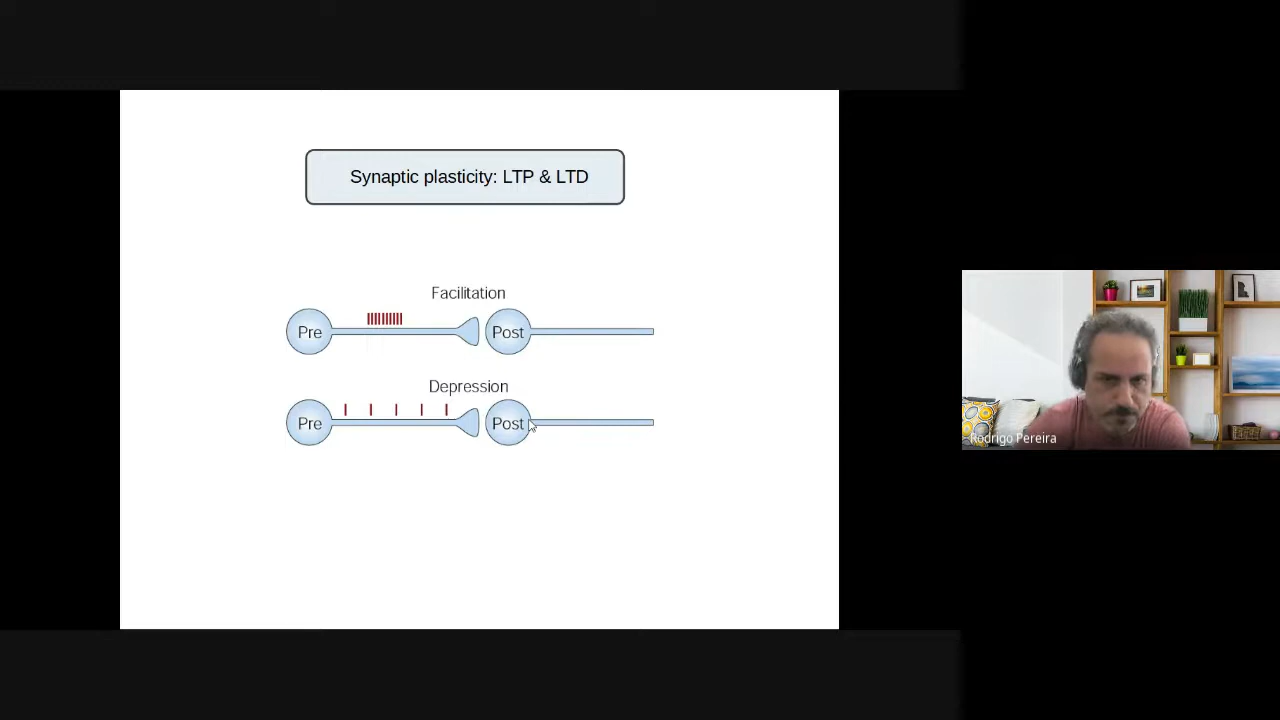 Synaptic plasticity: LTP & LTD
Facilitation
Pre
Post
Depression
Pre
Post
Rodrigo Pereira